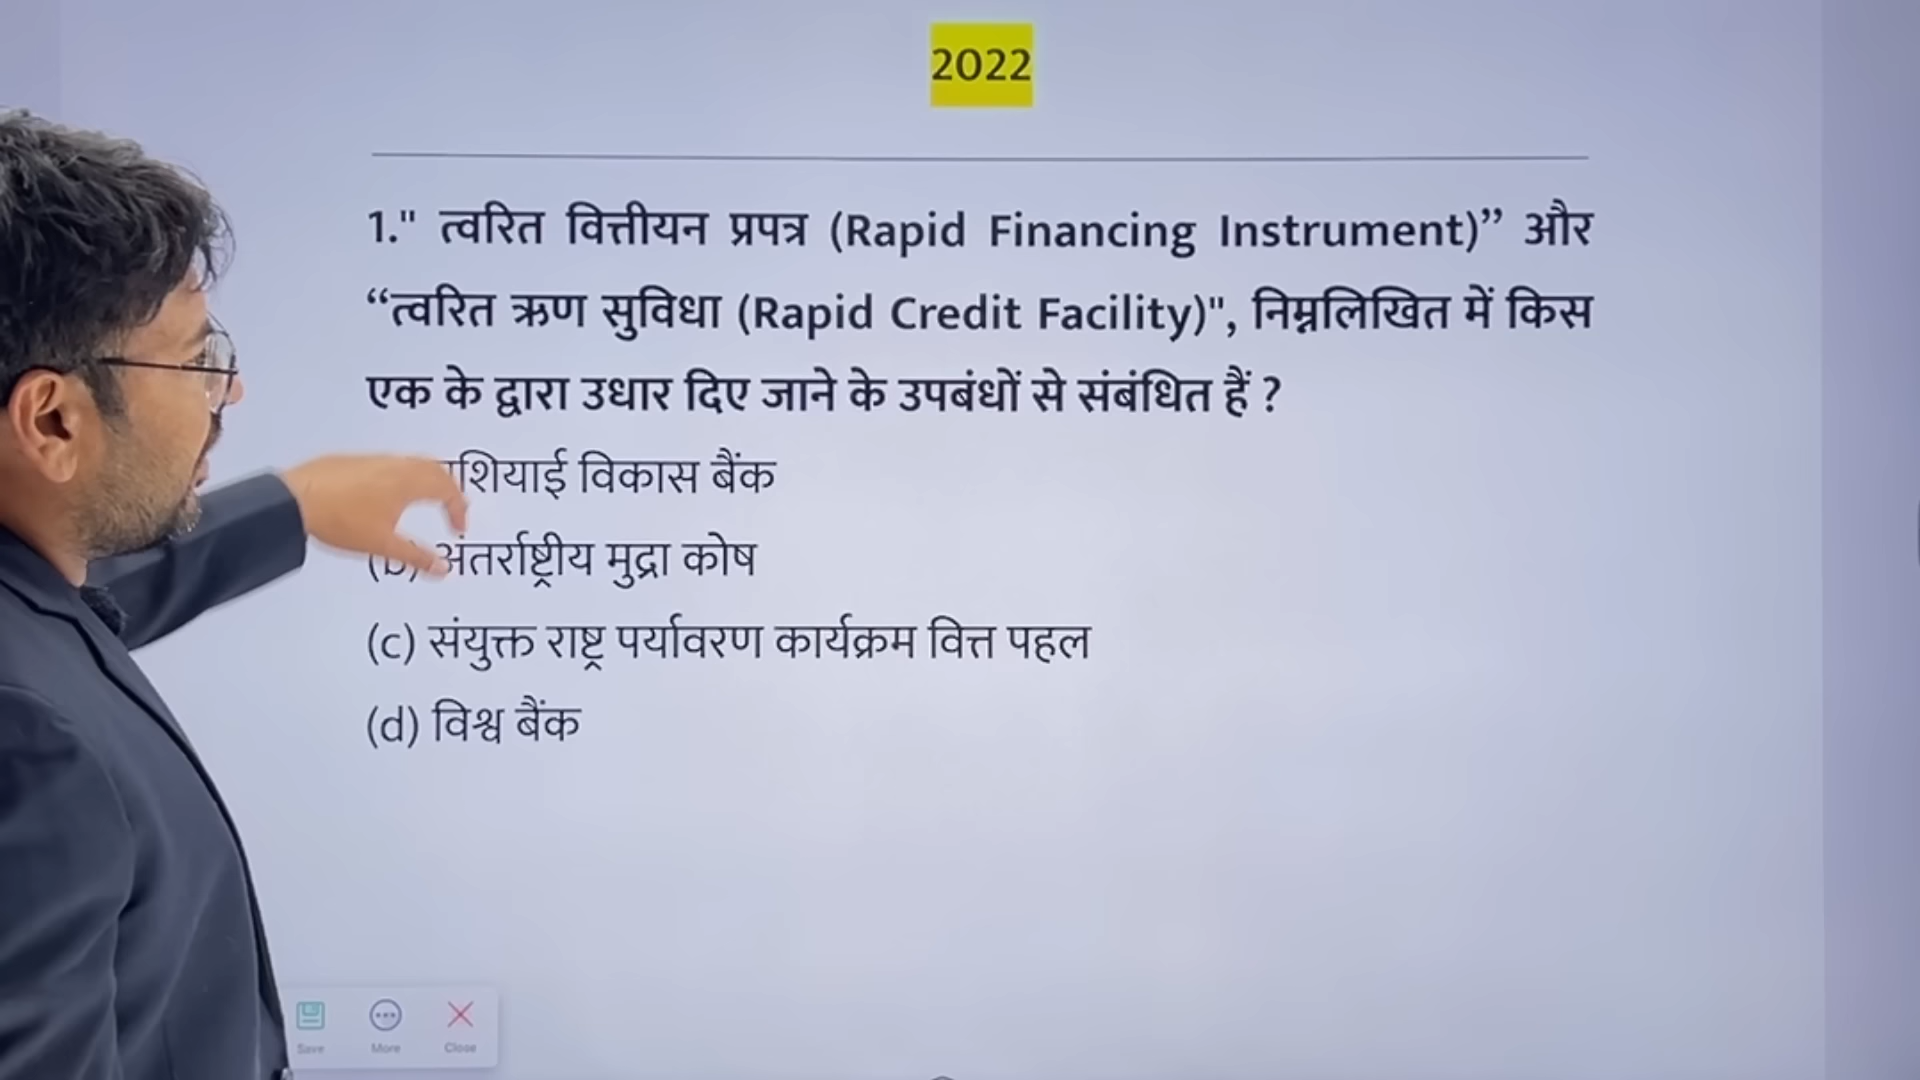 2022
1." त्वरित वित्तीयन प्रपत्र (Rapid Financing Instrument)” और
“त्वरित ऋण सुविधा (Rapid Credit Facility)", निम्नलिखित में किस
एक के द्वारा उधार दिए जाने के उपबंधों से संबंधित हैं ?
विकास बैंक
(b) अंतर्राष्ट्रीय मुद्रा कोष
(c) संयुक्त राष्ट्र पर्यावरण कार्यक्रम वित्त पहल
(d) विश्व बैंक
Save More Close